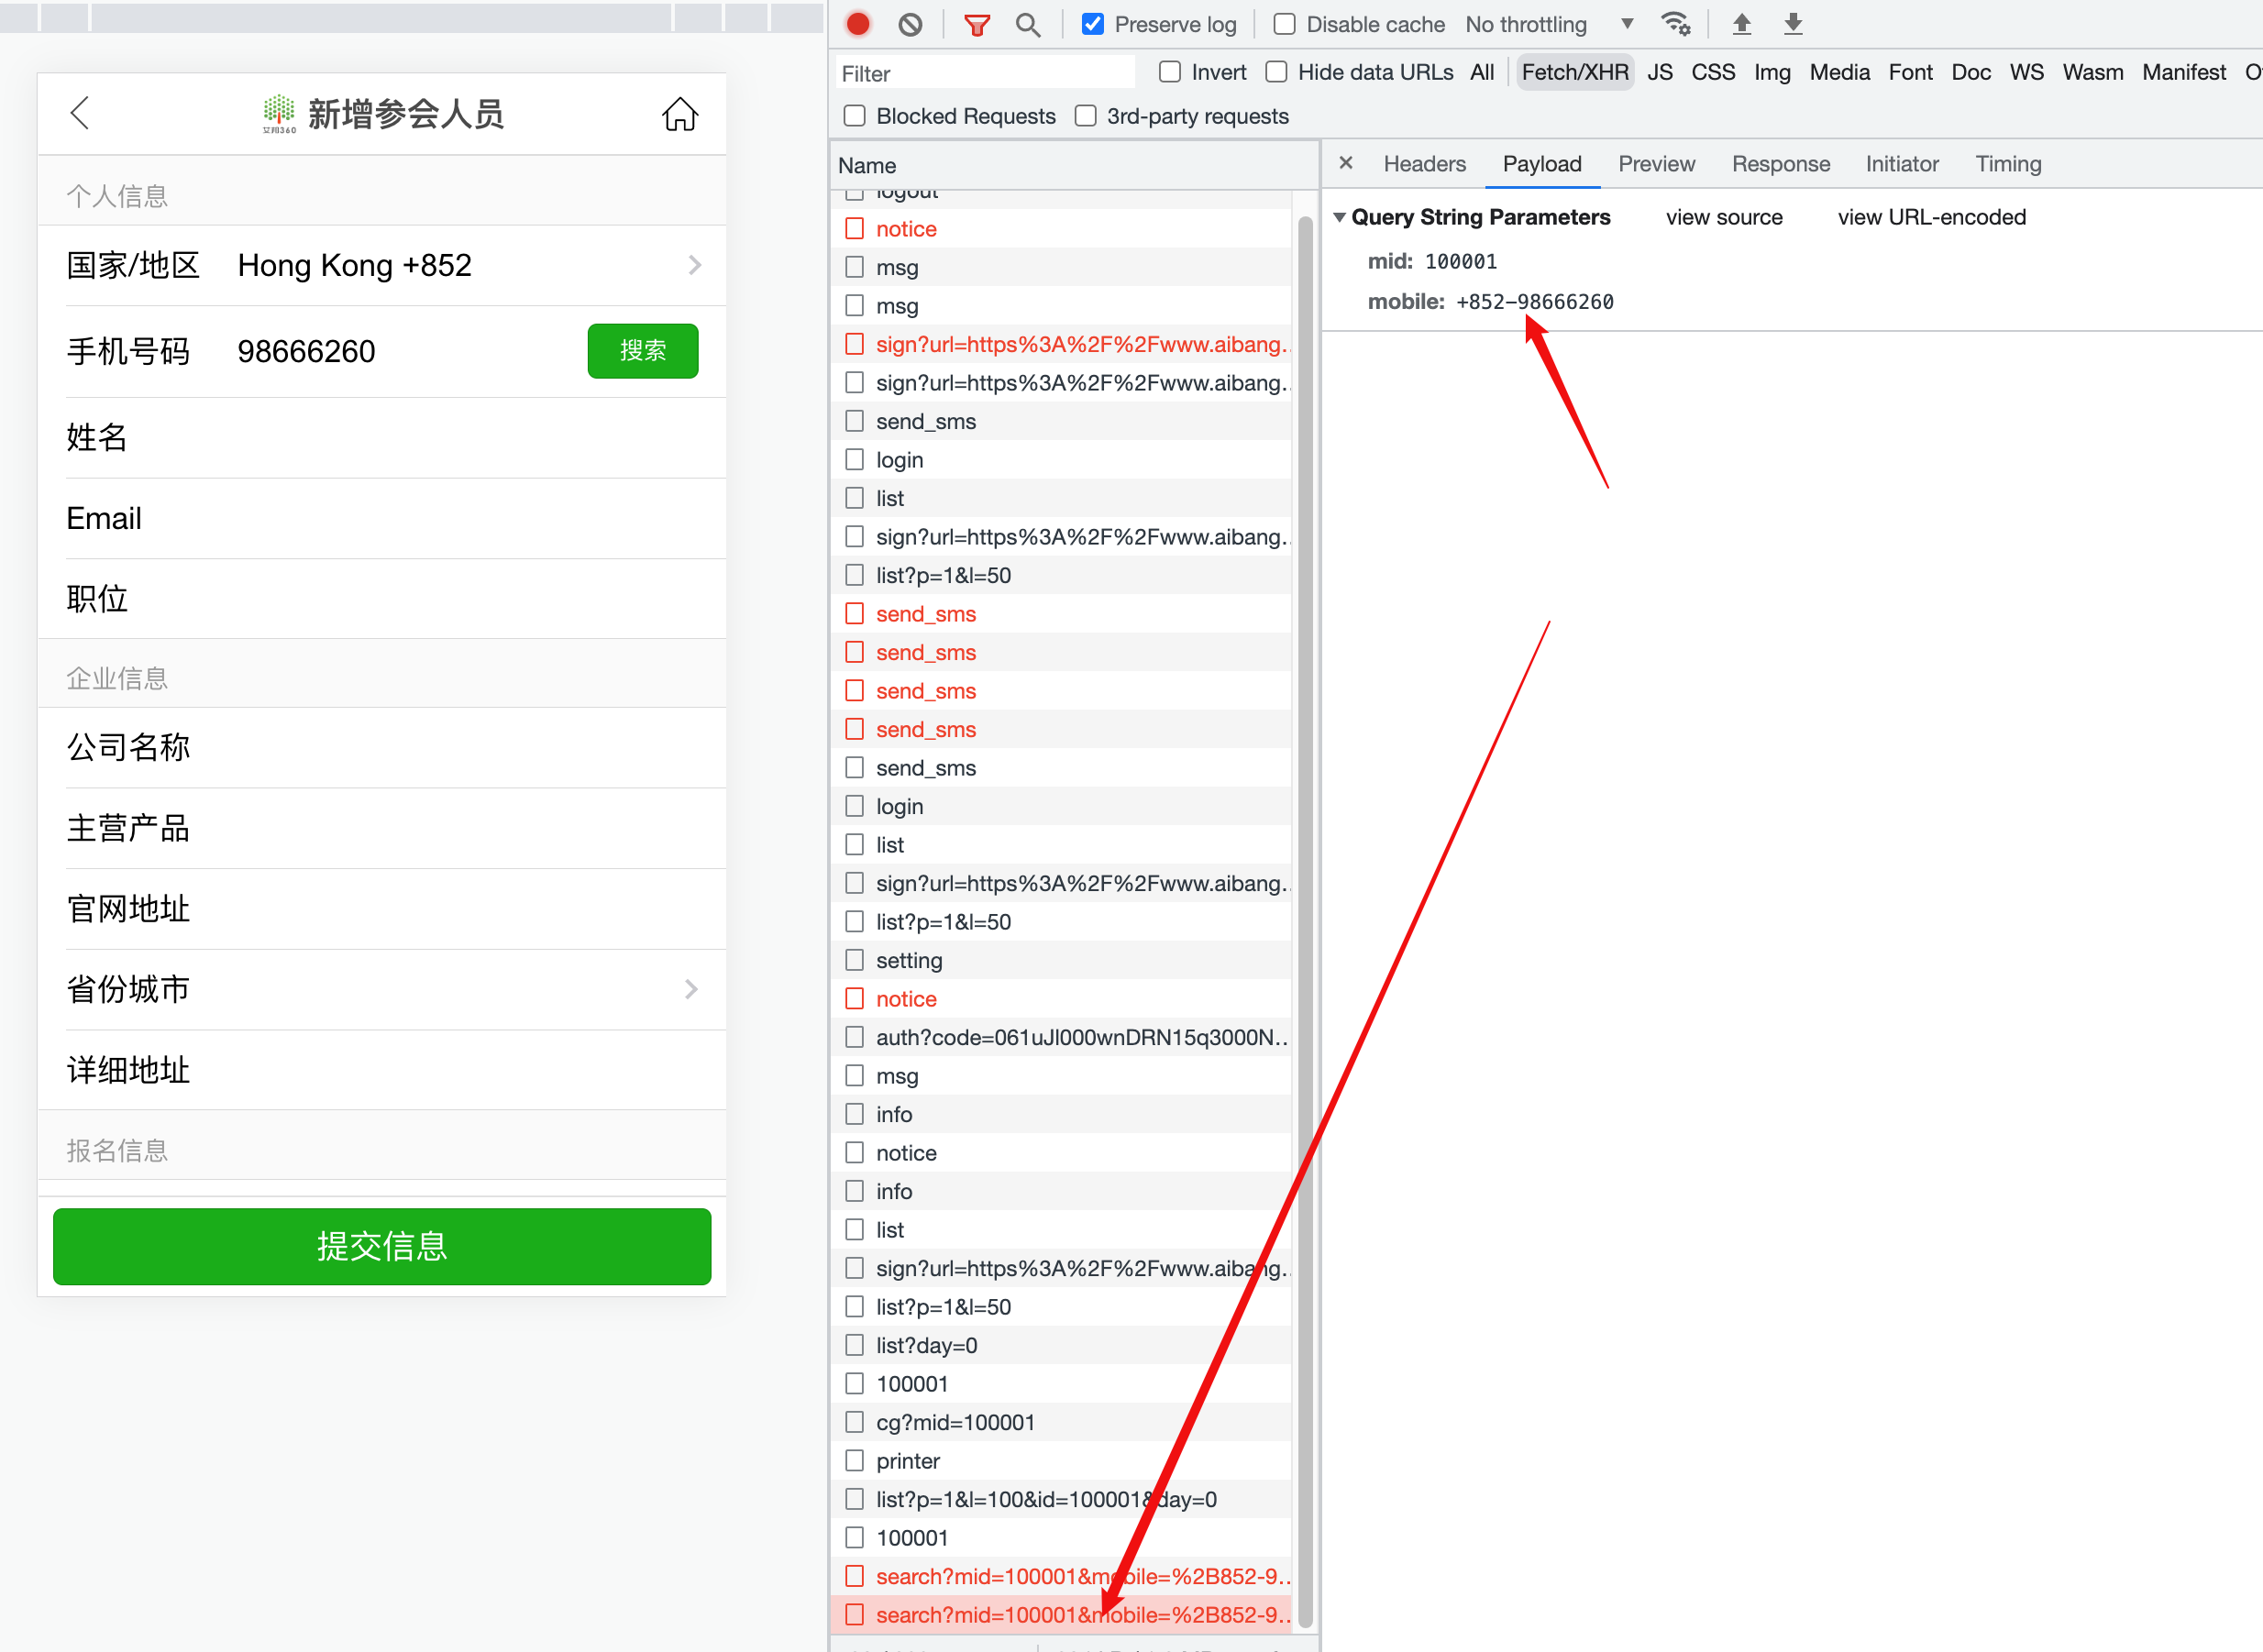 新增参会人员
艾邦360
个人信息
国家/地区 Hong Kong +852
手机号码 98666260 搜索
姓名
Email
职位
企业信息
公司名称
主营产品
官网地址
省份城市
详细地址
报名信息
提交信息
Preserve log Disable cache No throttling
Filter Invert Hide data URLs All Fetch/XHR JS CSS Img Media Font Doc WS Wasm Manifest
Blocked Requests 3rd-party requests
Name
logout
notice
msg
msg
sign?url=https%3A%2F%2Fwww.aibang..
sign?url=https%3A%2F%2Fwww.aibang..
send_sms
login
list
sign?url=https%3A%2F%2Fwww.aibang..
list?p=1&l=50
send_sms
send_sms
send_sms
send_sms
send_sms
login
list
sign?url=https%3A%2F%2Fwww.aibang..
list?p=1&l=50
setting
notice
auth?code=061uJl000wnDRN15q3000N..
msg
info
notice
info
list
sign?url=https%3A%2F%2Fwww.aibang..
list?p=1&l=50
list?day=0
100001
cg?mid=100001
printer
list?p=1&l=100&id=100001&day=0
100001
search?mid=100001&mobile=%2B852-9..
search?mid=100001&mobile=%2B852-9..
× Headers Payload Preview Response Initiator Timing
Query String Parameters view source view URL-encoded
mid: 100001
mobile: +852-98666260